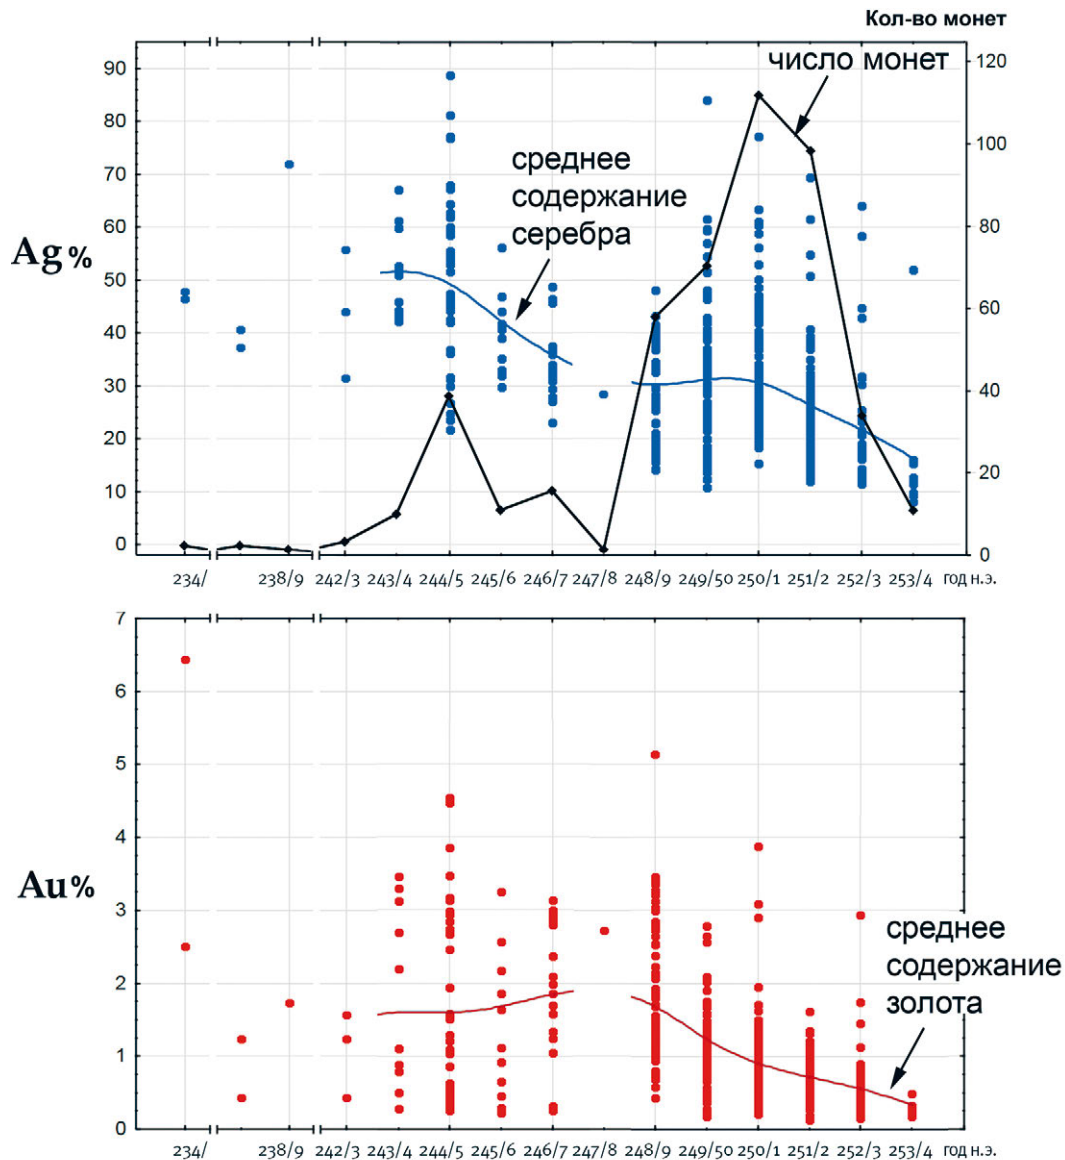 Кол-во монет
90
80
70
60
50
40
30
20
10
0
Ag%
120
100
80
60
40
20
0
число монет
среднее
содержание
серебра
234/ 238/9 242/3 243/4 244/5 245/6 246/7 247/8 248/9 249/50 250/1 251/2 252/3 253/4 год н.э.
7
6
5
4
3
2
1
0
Au%
среднее
содержание
золота
234/ 238/9 242/3 243/4 244/5 245/6 246/7 247/8 248/9 249/50 250/1 251/2 252/3 253/4 год н.э.